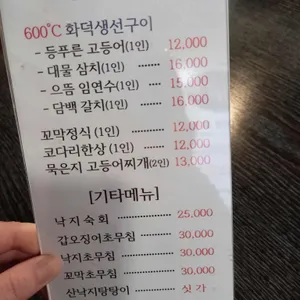 600℃ 화덕생선구이
- 등푸른 고등어(1인) 12,000
- 대물 삼치(1인) ······· 16,000
- 으뜸 임연수(1인) 15,000
- 담백 갈치(1인) ······· 16,000
꼬막정식(1인) ·········· 12,000
코다리한상(1인) ······· 12,000
묵은지 고등어찌개(2인) 13,000
[기타메뉴]
낙지숙회 ·············· 25,000
갑오징어초무침 ········ 30,000
낙지초무침 ············ 30,000
꼬막초무침 ············ 30,000
산낙지탕탕이 ·········· 싯가